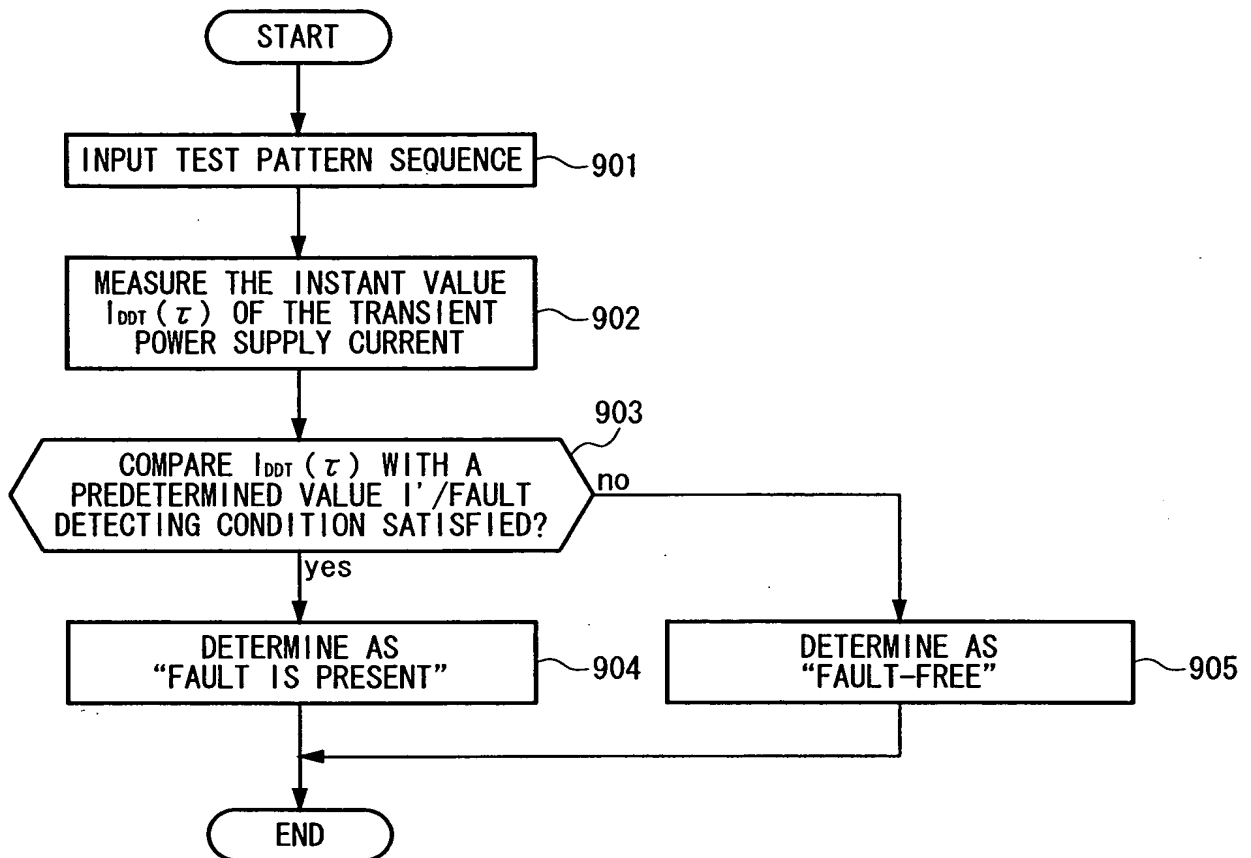 START
INPUT TEST PATTERN SEQUENCE
901
MEASURE THE INSTANT VALUE
IDDT(τ) OF THE TRANSIENT
POWER SUPPLY CURRENT
902
903
COMPARE IDDT(τ) WITH A
PREDETERMINED VALUE I'/FAULT
DETECTING CONDITION SATISFIED?
no
yes
DETERMINE AS
“FAULT IS PRESENT”
904
DETERMINE AS
“FAULT-FREE”
905
END